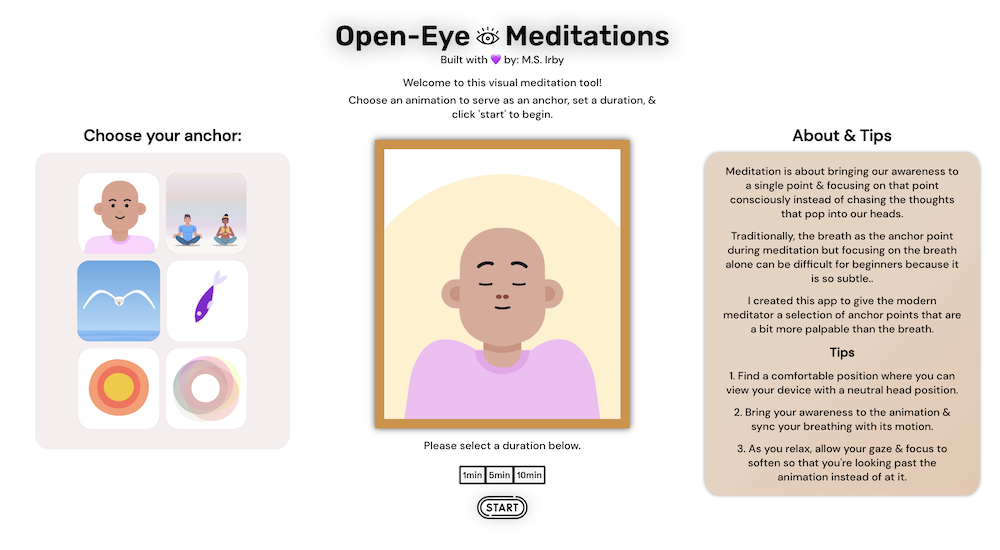 Open-Eye Meditations
Built with 💜 by: M.S. Irby
Welcome to this visual meditation tool!
Choose an animation to serve as an anchor, set a duration, &
click 'start' to begin.
Choose your anchor:
Please select a duration below.
1min 5min 10min
START
About & Tips
Meditation is about bringing our awareness to
a single point & focusing on that point
consciously instead of chasing the thoughts
that pop into our heads.
Traditionally, the breath as the anchor point
during meditation but focusing on the breath
alone can be difficult for beginners because it
is so subtle..
I created this app to give the modern
meditator a selection of anchor points that are
a bit more palpable than the breath.
Tips
1. Find a comfortable position where you can
view your device with a neutral head position.
2. Bring your awareness to the animation &
sync your breathing with its motion.
3. As you relax, allow your gaze & focus to
soften so that you're looking past the
animation instead of at it.